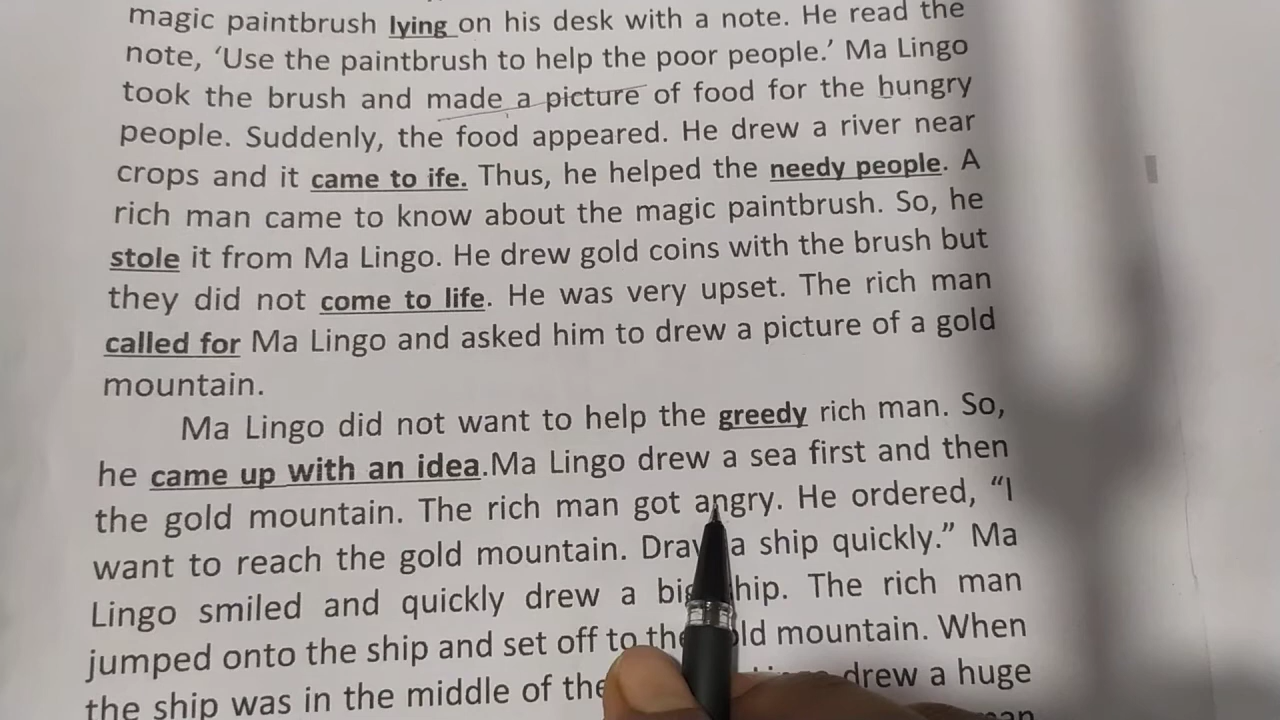 magic paintbrush lying on his desk with a note. He read the
note, ‘Use the paintbrush to help the poor people.’ Ma Lingo
took the brush and made a picture of food for the hungry
people. Suddenly, the food appeared. He drew a river near
crops and it came to ife. Thus, he helped the needy people. A
rich man came to know about the magic paintbrush. So, he
stole it from Ma Lingo. He drew gold coins with the brush but
they did not come to life. He was very upset. The rich man
called for Ma Lingo and asked him to drew a picture of a gold
mountain.
Ma Lingo did not want to help the greedy rich man. So,
he came up with an idea.Ma Lingo drew a sea first and then
the gold mountain. The rich man got angry. He ordered, “I
want to reach the gold mountain. Draw a ship quickly.” Ma
Lingo smiled and quickly drew a big ship. The rich man
jumped onto the ship and set off to the gold mountain. When
the ship was in the middle of the drew a huge